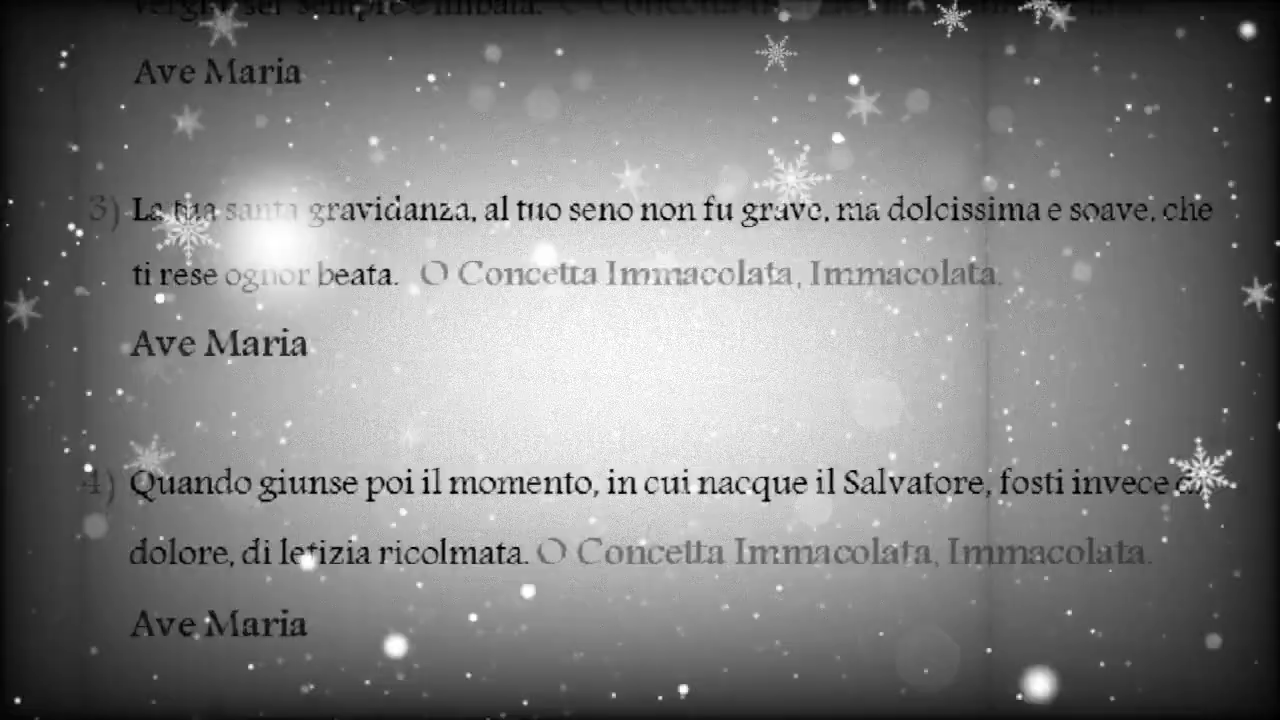 sei sempre
Ave Maria
3) La tua santa gravidanza, al tuo seno non fu grave, ma dolcissima e soave, che
ti rese ognor beata. O Concetta Immacolata, Immacolata.
Ave Maria
4) Quando giunse poi il momento, in cui nacque il Salvatore, fosti invece
dolore, di letizia ricolmata. O Concetta Immacolata, Immacolata.
Ave Maria